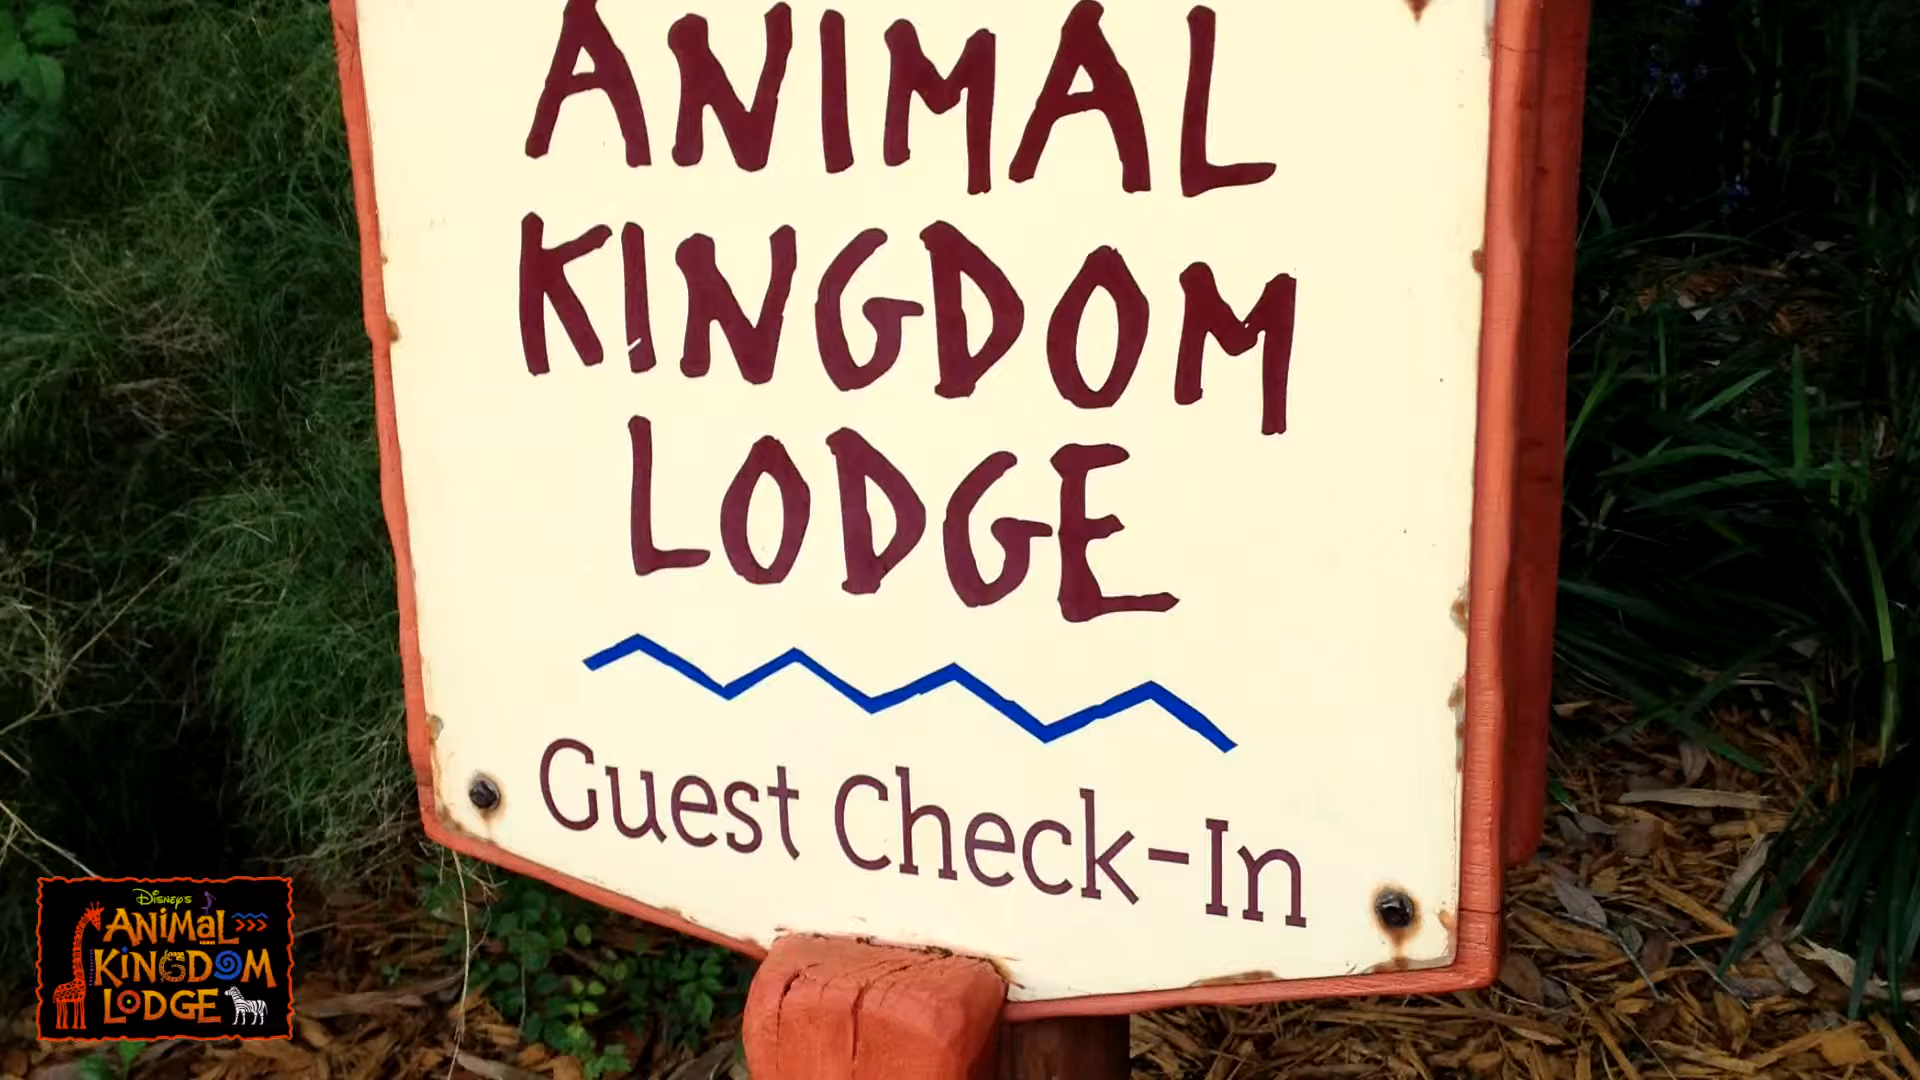 ANIMAL
KINGDOM
LODGE
Guest Check-In
DISNEY'S
ANIMAL
KINGDOM
LODGE